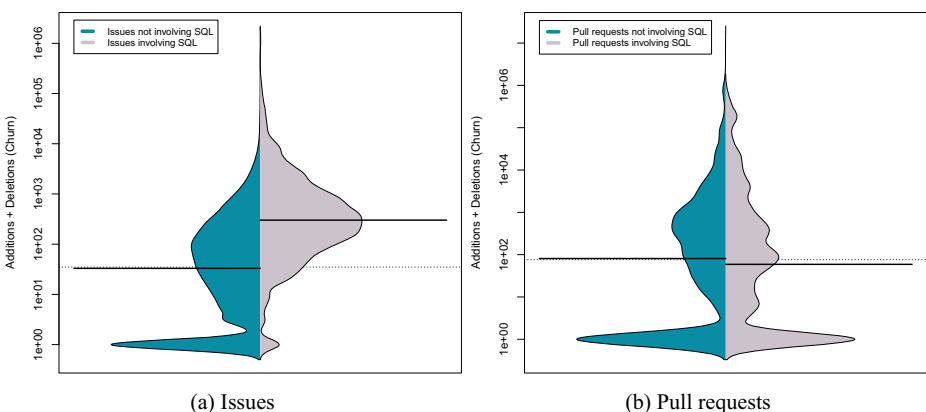 Issues not involving SQL
Issues involving SQL
Additions + Deletions (Churn)
1e+06
1e+05
1e+04
1e+03
1e+02
1e+01
1e+00
(a) Issues
Pull requests not involving SQL
Pull requests involving SQL
Additions + Deletions (Churn)
1e+06
1e+04
1e+02
1e+00
(b) Pull requests